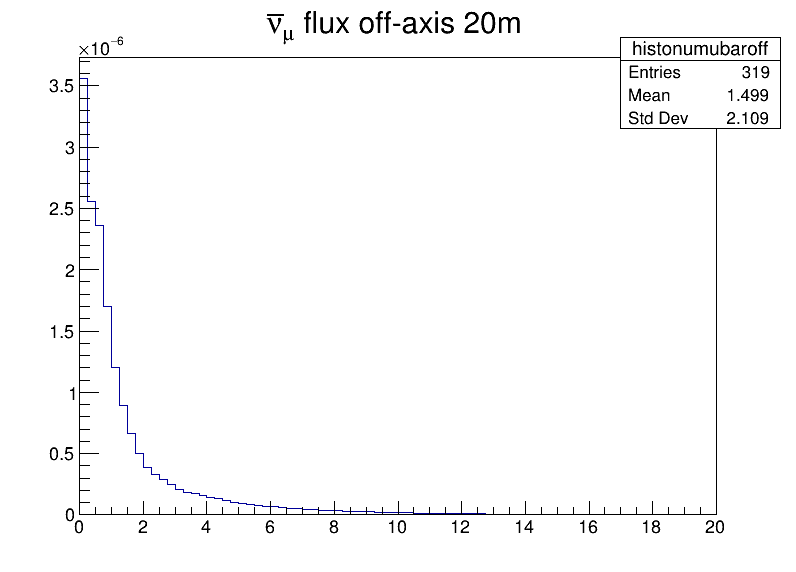 ν̅μ flux off-axis 20m
×10⁻⁶
histonumubaroff
Entries 319
Mean 1.499
Std Dev 2.109
3.5
3
2.5
2
1.5
1
0.5
0
0 2 4 6 8 10 12 14 16 18 20